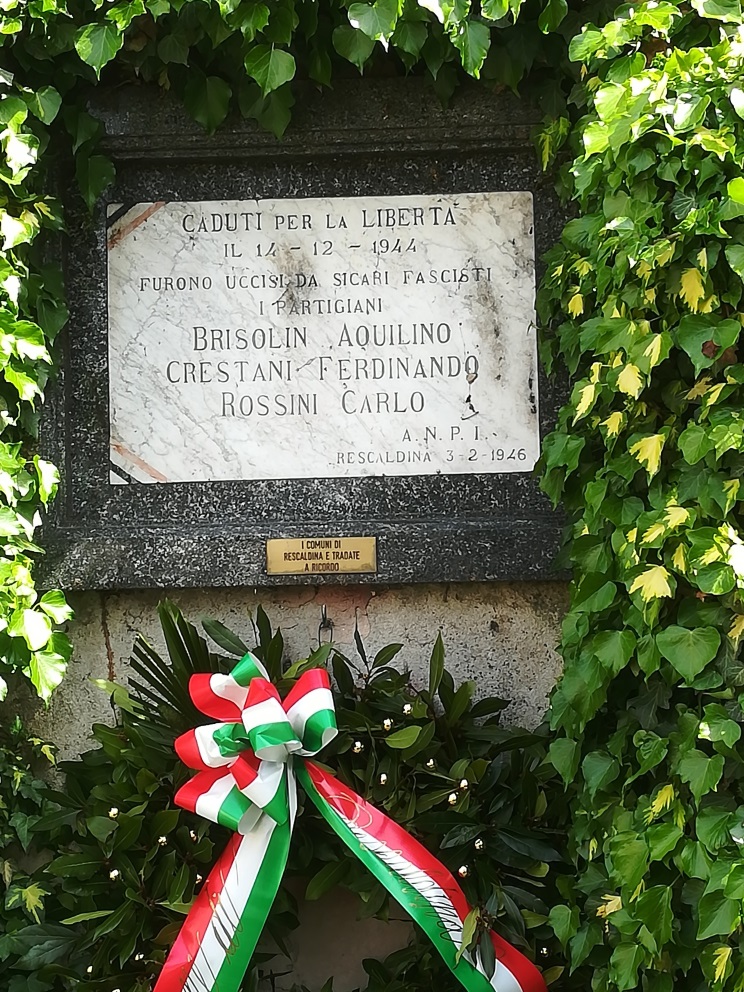 CADUTI PER LA LIBERTÀ
IL 14 - 12 - 1944
FURONO UCCISI DA SICARI FASCISTI
I PARTIGIANI
BRISOLIN AQUILINO
CRESTANI FERDINANDO
ROSSINI CARLO
A.N.P.I.
RESCALDINA 3-2-1946
I COMUNI DI
RESCALDINA E TRADATE
A RICORDO